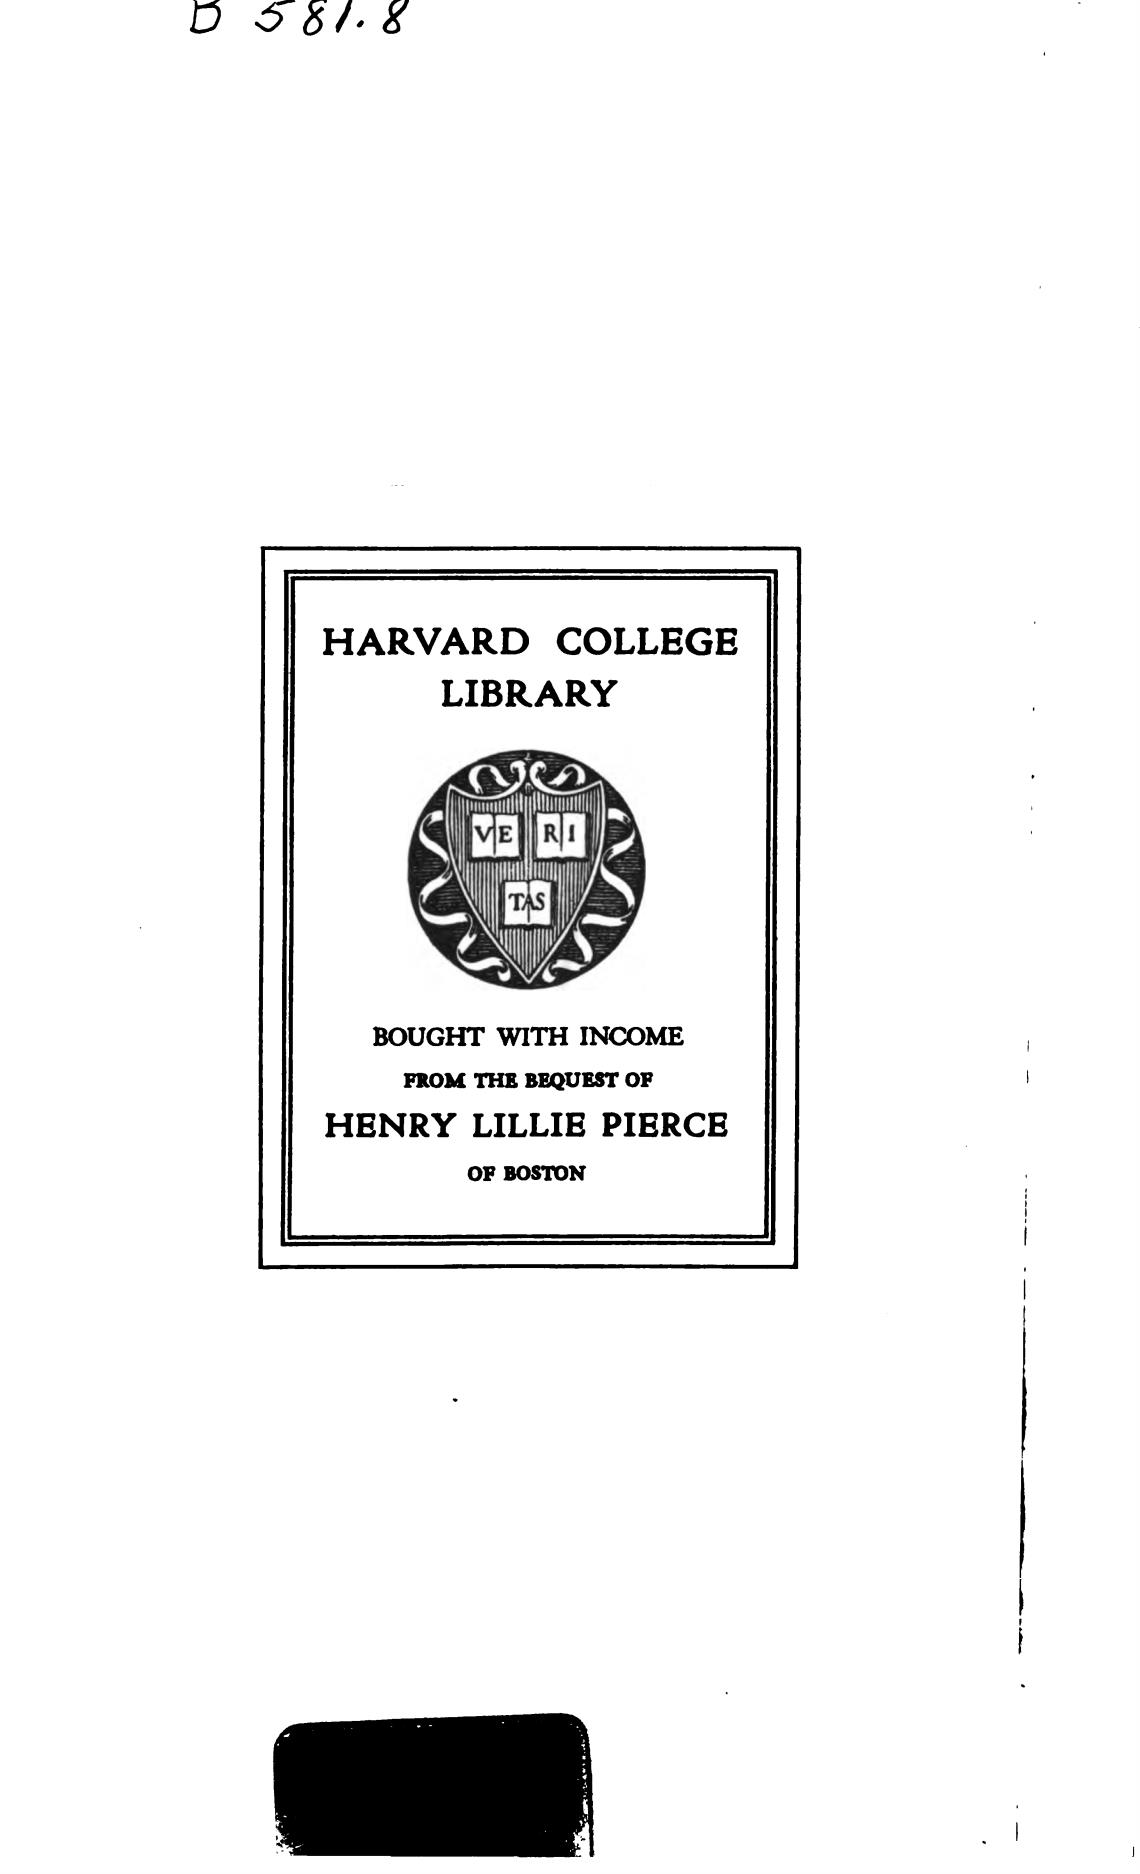 B 581.8
HARVARD COLLEGE
LIBRARY
VE RI
TAS
BOUGHT WITH INCOME
FROM THE BEQUEST OF
HENRY LILLIE PIERCE
OF BOSTON